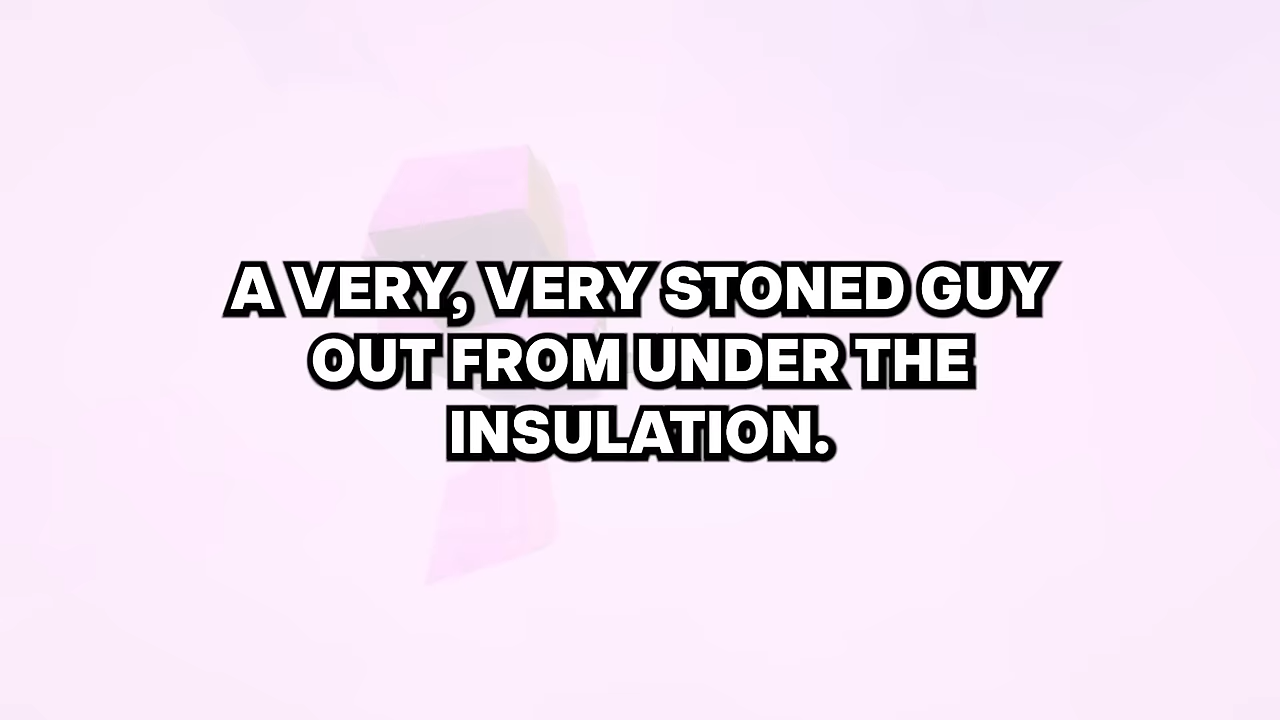 A VERY, VERY STONED GUY
OUT FROM UNDER THE
INSULATION.